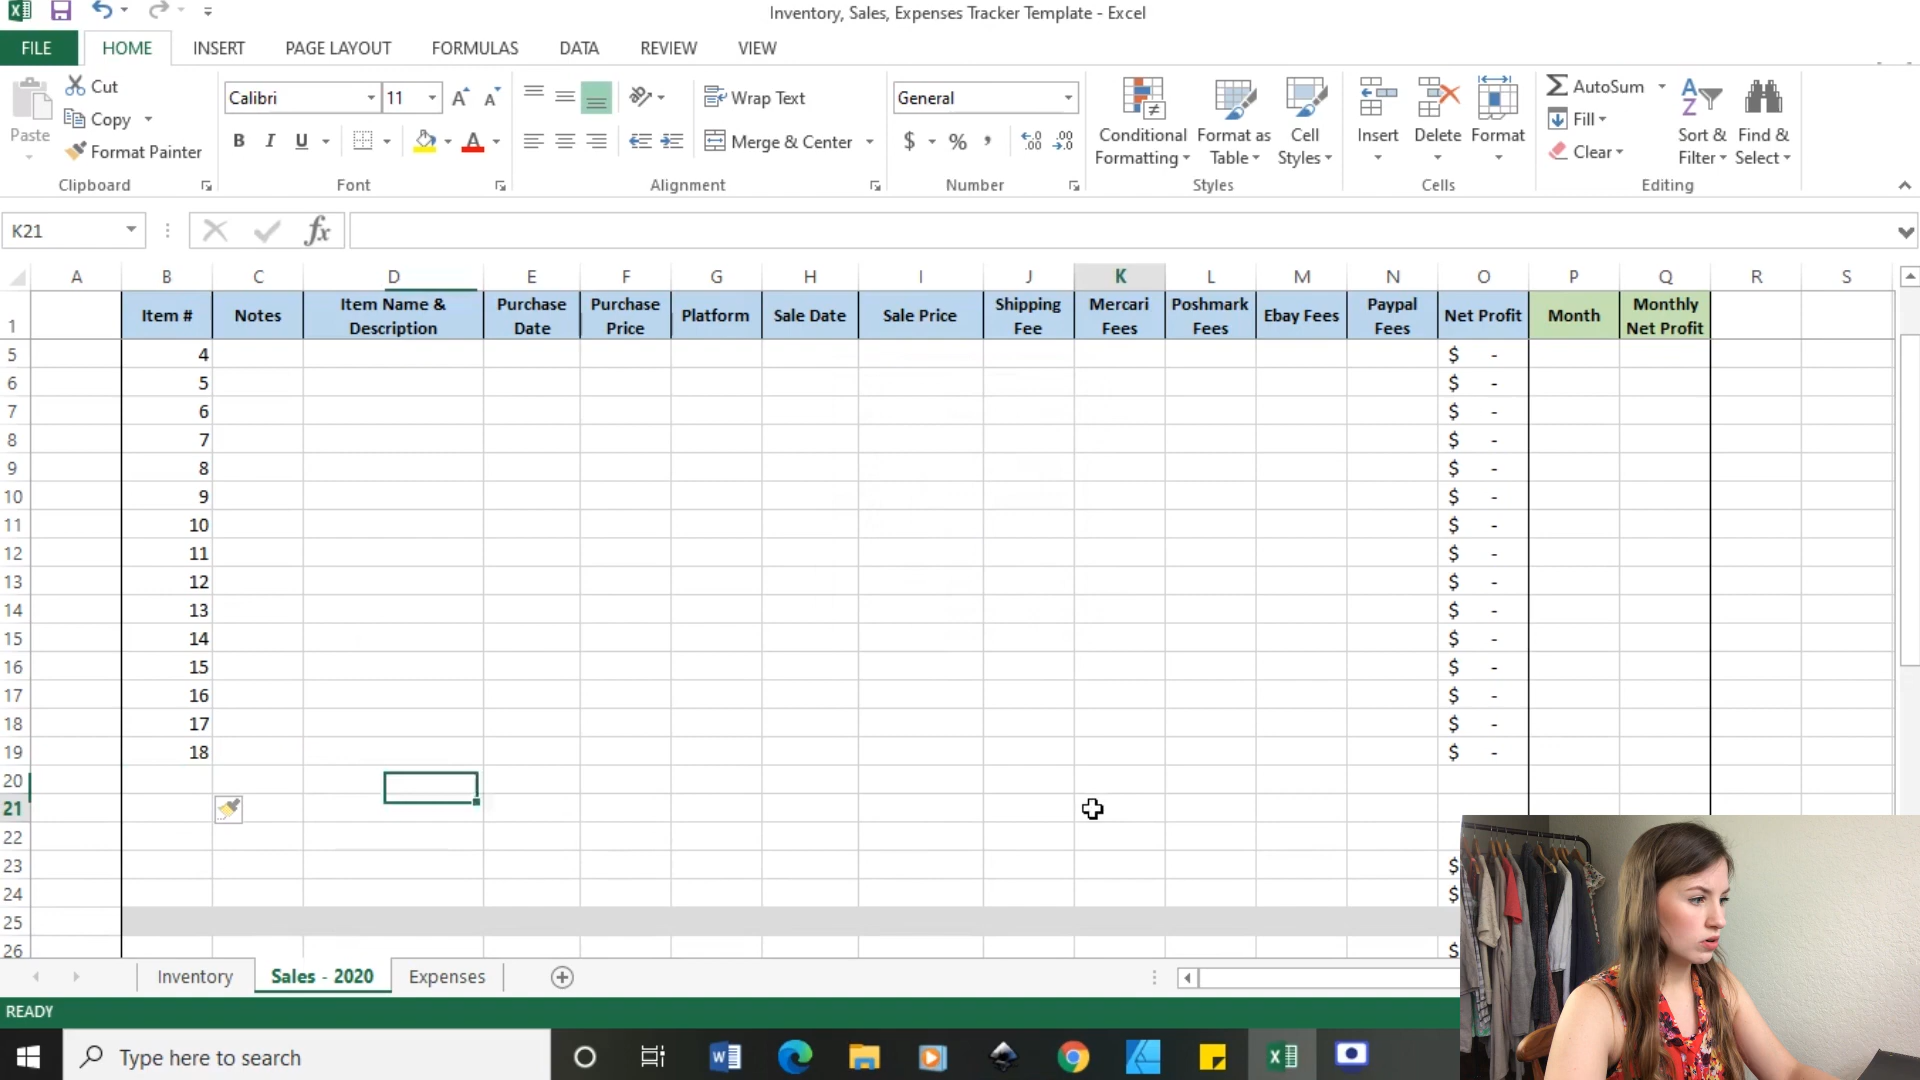 Inventory, Sales, Expenses Tracker Template - Excel
FILE HOME INSERT PAGE LAYOUT FORMULAS DATA REVIEW VIEW
Paste
Cut
Copy
Format Painter
Clipboard
Calibri 11
B I U
Font
Wrap Text
Merge & Center
Alignment
General
$ % ,
Number
Conditional Formatting
Format as Table
Cell Styles
Styles
Insert Delete Format
Cells
AutoSum
Fill
Clear
Sort & Filter
Find & Select
Editing
K21 fx
A B C D E F G H I J K L M N O P Q R S
1 Item # Notes Item Name & Description Purchase Date Purchase Price Platform Sale Date Sale Price Shipping Fee Mercari Fees Poshmark Fees Ebay Fees Paypal Fees Net Profit Month Monthly Net Profit
5 4 $ -
6 5 $ -
7 6 $ -
8 7 $ -
9 8 $ -
10 9 $ -
11 10 $ -
12 11 $ -
13 12 $ -
14 13 $ -
15 14 $ -
16 15 $ -
17 16 $ -
18 17 $ -
19 18 $ -
20
21
22
23 $
24 $
25
26 $
Inventory Sales - 2020 Expenses
READY
Type here to search